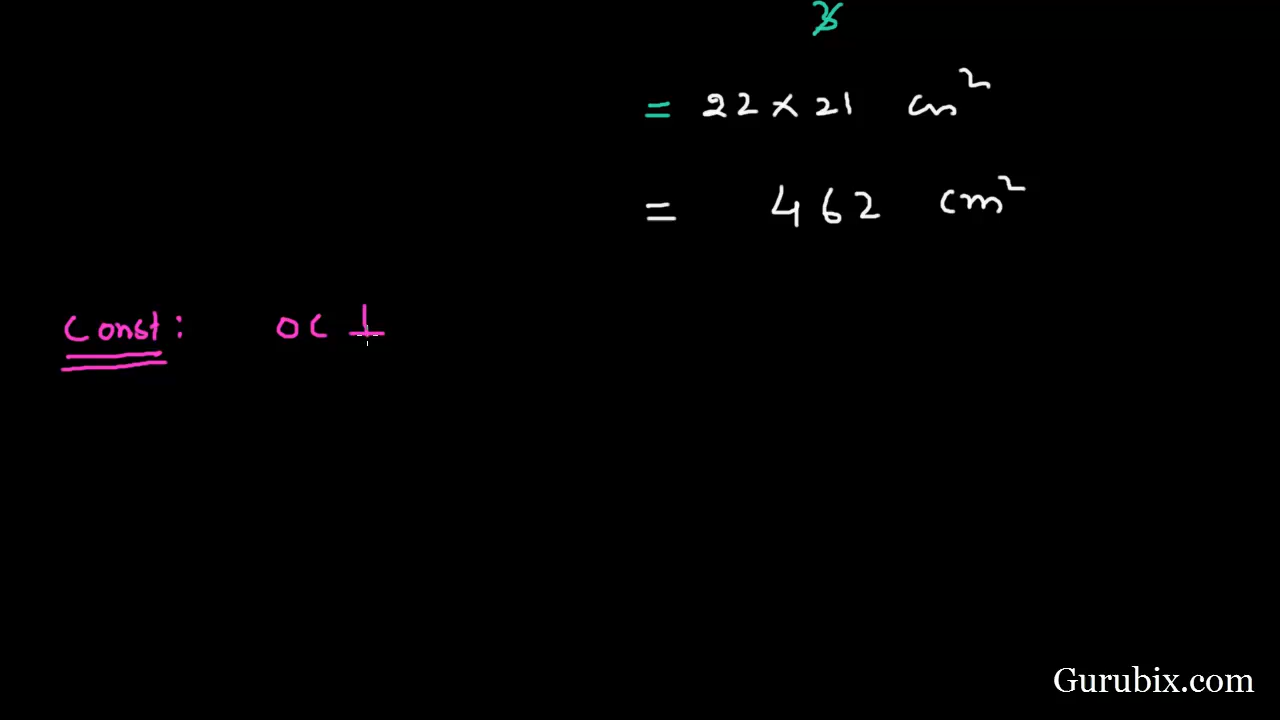 = 22 × 21 cm²
= 462 cm²
Const: OC ⊥
Gurubix.com